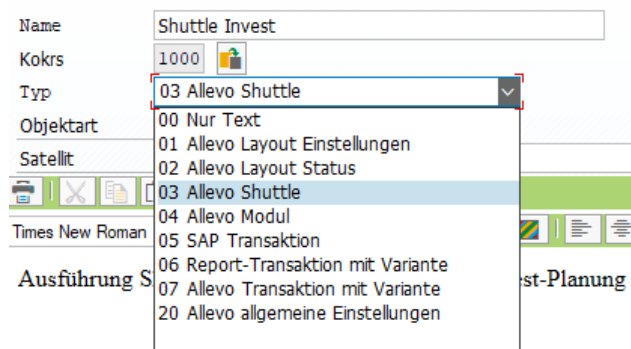 Name Shuttle Invest
Kokrs 1000
Typ 03 Allevo Shuttle
Objektart 00 Nur Text
01 Allevo Layout Einstellungen
Satellit 02 Allevo Layout Status
03 Allevo Shuttle
04 Allevo Modul
Times New Roman 05 SAP Transaktion
06 Report-Transaktion mit Variante
Ausführung 07 Allevo Transaktion mit Variante st-Planung
20 Allevo allgemeine Einstellungen